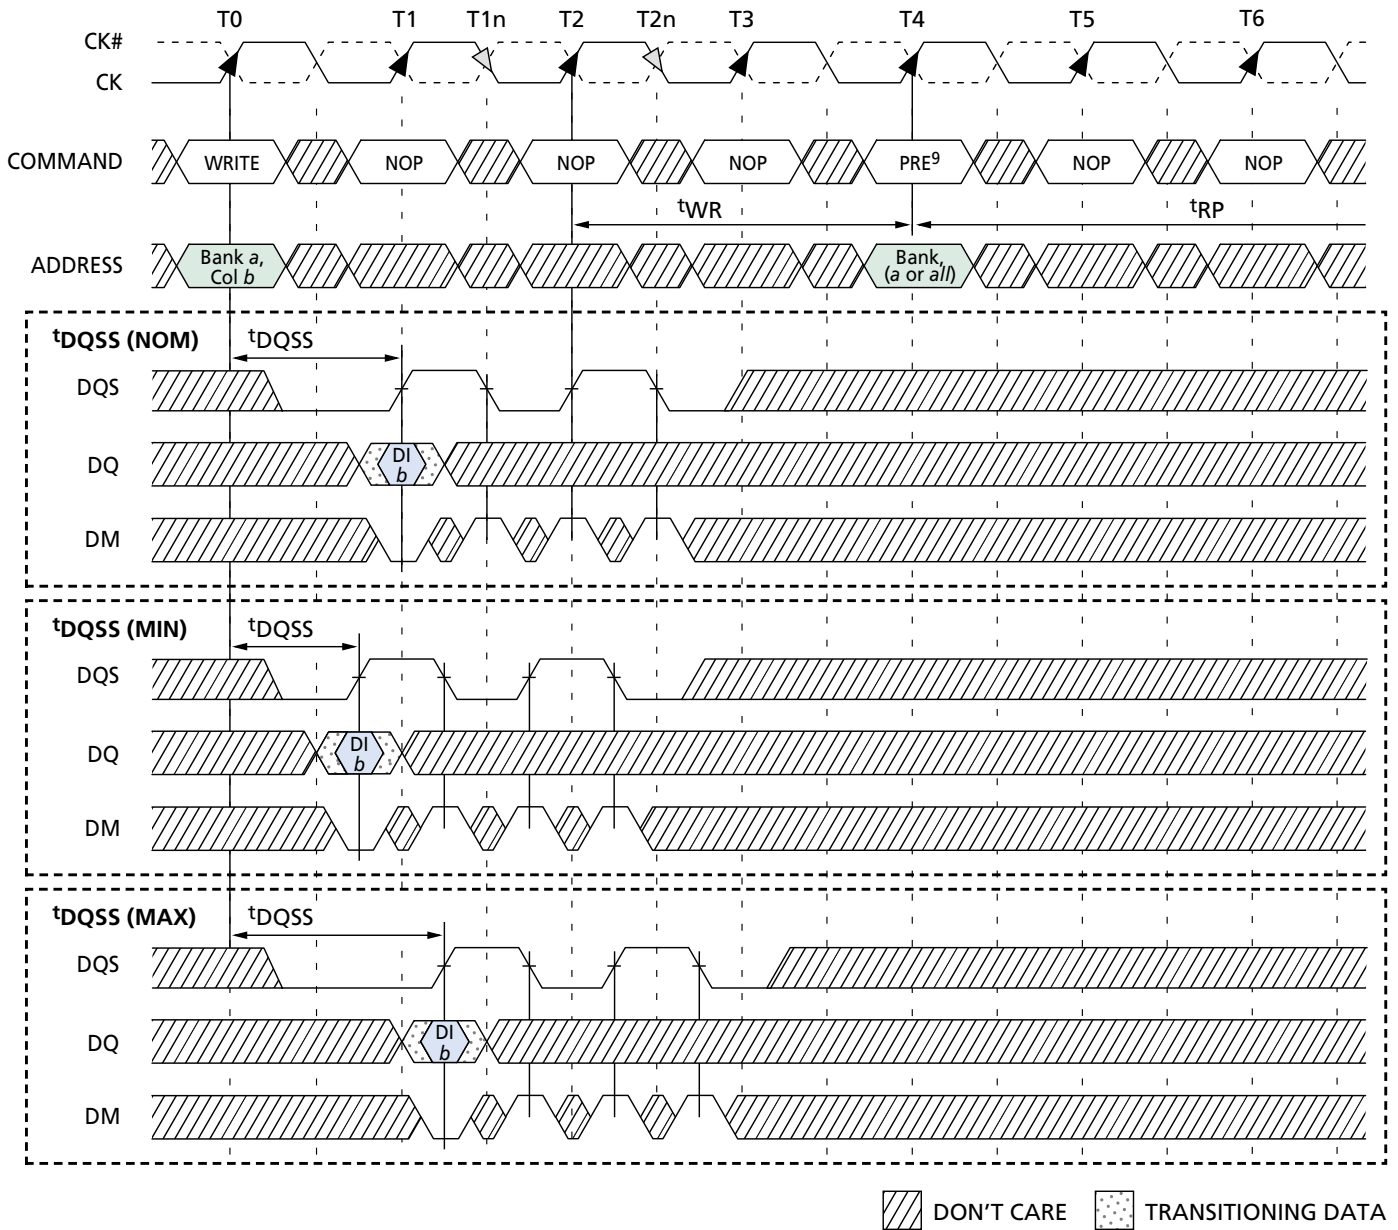 T0 T1 T1n T2 T2n T3 T4 T5 T6
CK#
CK
COMMAND WRITE NOP NOP NOP PRE9 NOP NOP
tWR tRP
ADDRESS Bank a, Col b Bank, (a or all)
tDQSS (NOM) tDQSS
DQS
DQ DI b
DM
tDQSS (MIN) tDQSS
DQS
DQ DI b
DM
tDQSS (MAX) tDQSS
DQS
DQ DI b
DM
DON'T CARE TRANSITIONING DATA